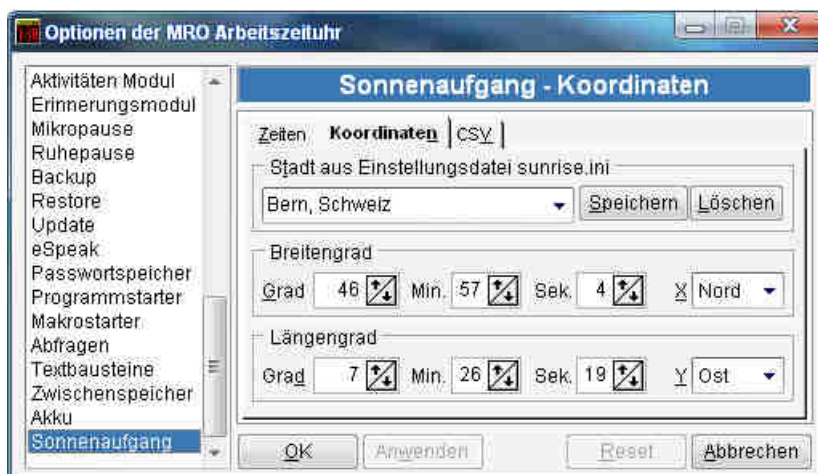 Optionen der MRO Arbeitszeituhr
Aktivitäten Modul
Erinnerungsmodul
Mikropause
Ruhepause
Backup
Restore
Update
eSpeak
Passwortspeicher
Programmstarter
Makrostarter
Abfragen
Textbausteine
Zwischenspeicher
Akku
Sonnenaufgang
Sonnenaufgang - Koordinaten
Zeiten Koordinaten CSV
Stadt aus Einstellungsdatei sunrise.ini
Bern, Schweiz Speichern Löschen
Breitengrad
Grad 46 Min. 57 Sek. 4 X Nord
Längengrad
Grad 7 Min. 26 Sek. 19 Y Ost
OK Anwenden Reset Abbrechen